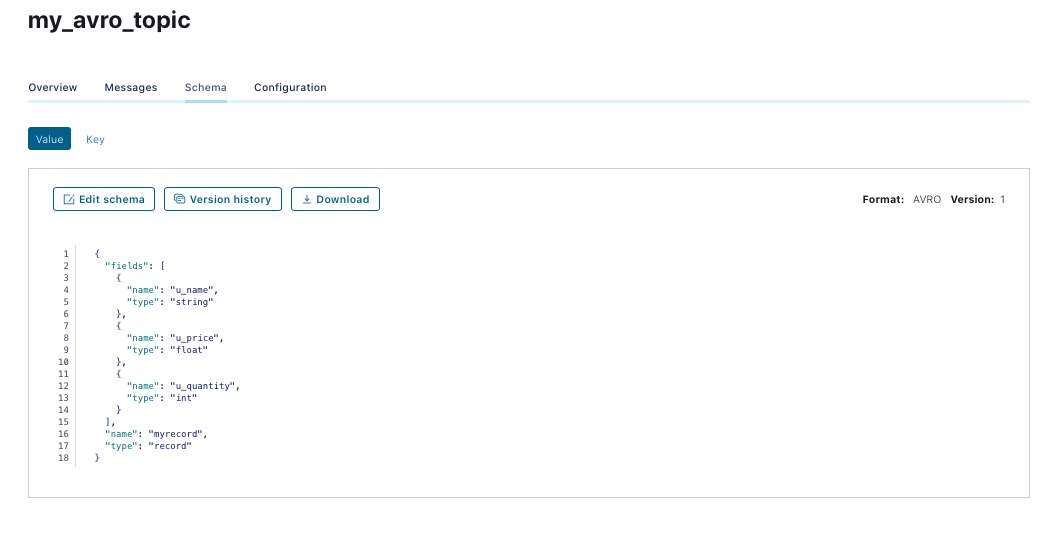 my_avro_topic
Overview Messages Schema Configuration
Value Key
Edit schema Version history Download Format: AVRO Version: 1
1 {
2 "fields": [
3 {
4 "name": "u_name",
5 "type": "string"
6 },
7 {
8 "name": "u_price",
9 "type": "float"
10 },
11 {
12 "name": "u_quantity",
13 "type": "int"
14 }
15 ],
16 "name": "myrecord",
17 "type": "record"
18 }